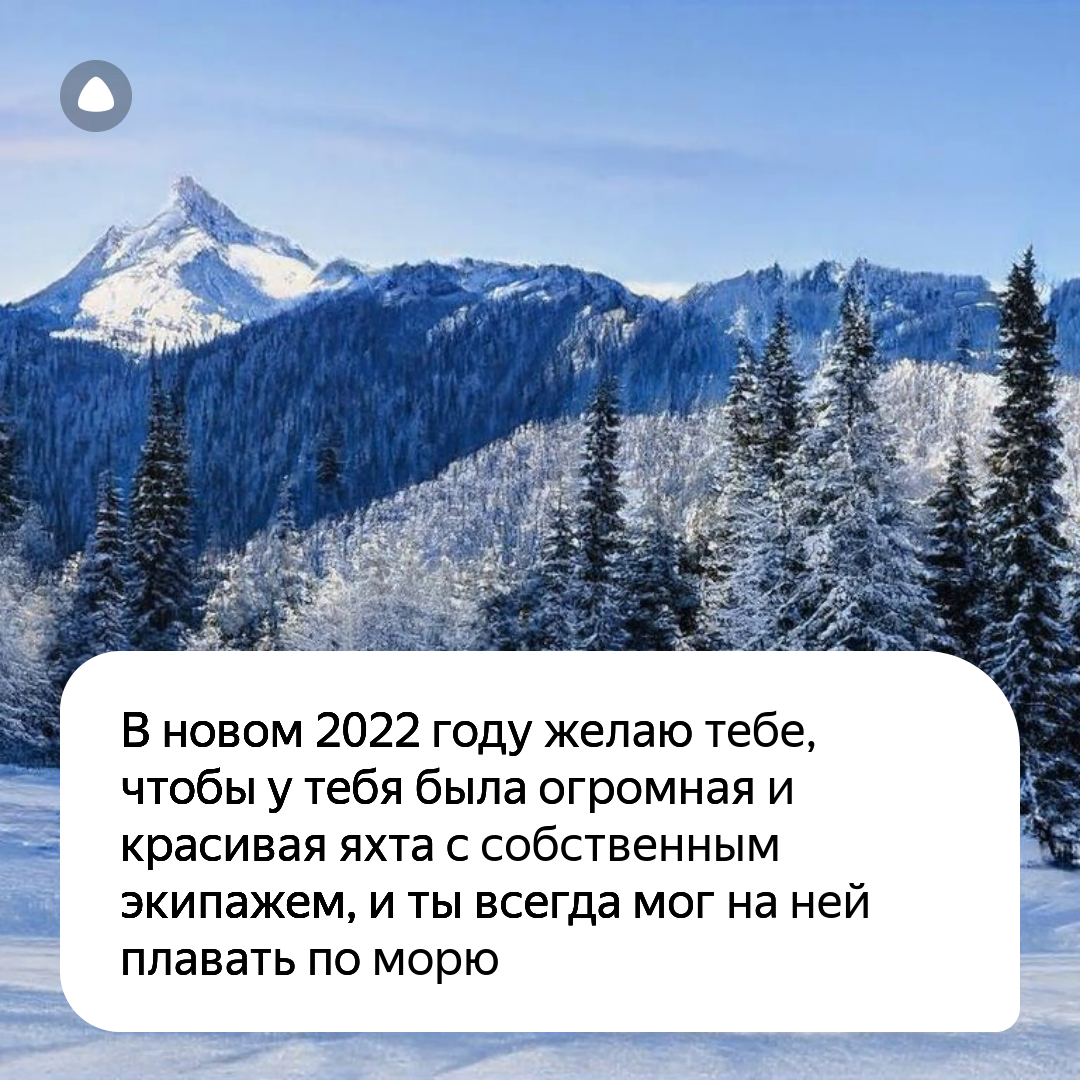 В новом 2022 году желаю тебе,
чтобы у тебя была огромная и
красивая яхта с собственным
экипажем, и ты всегда мог на ней
плавать по морю